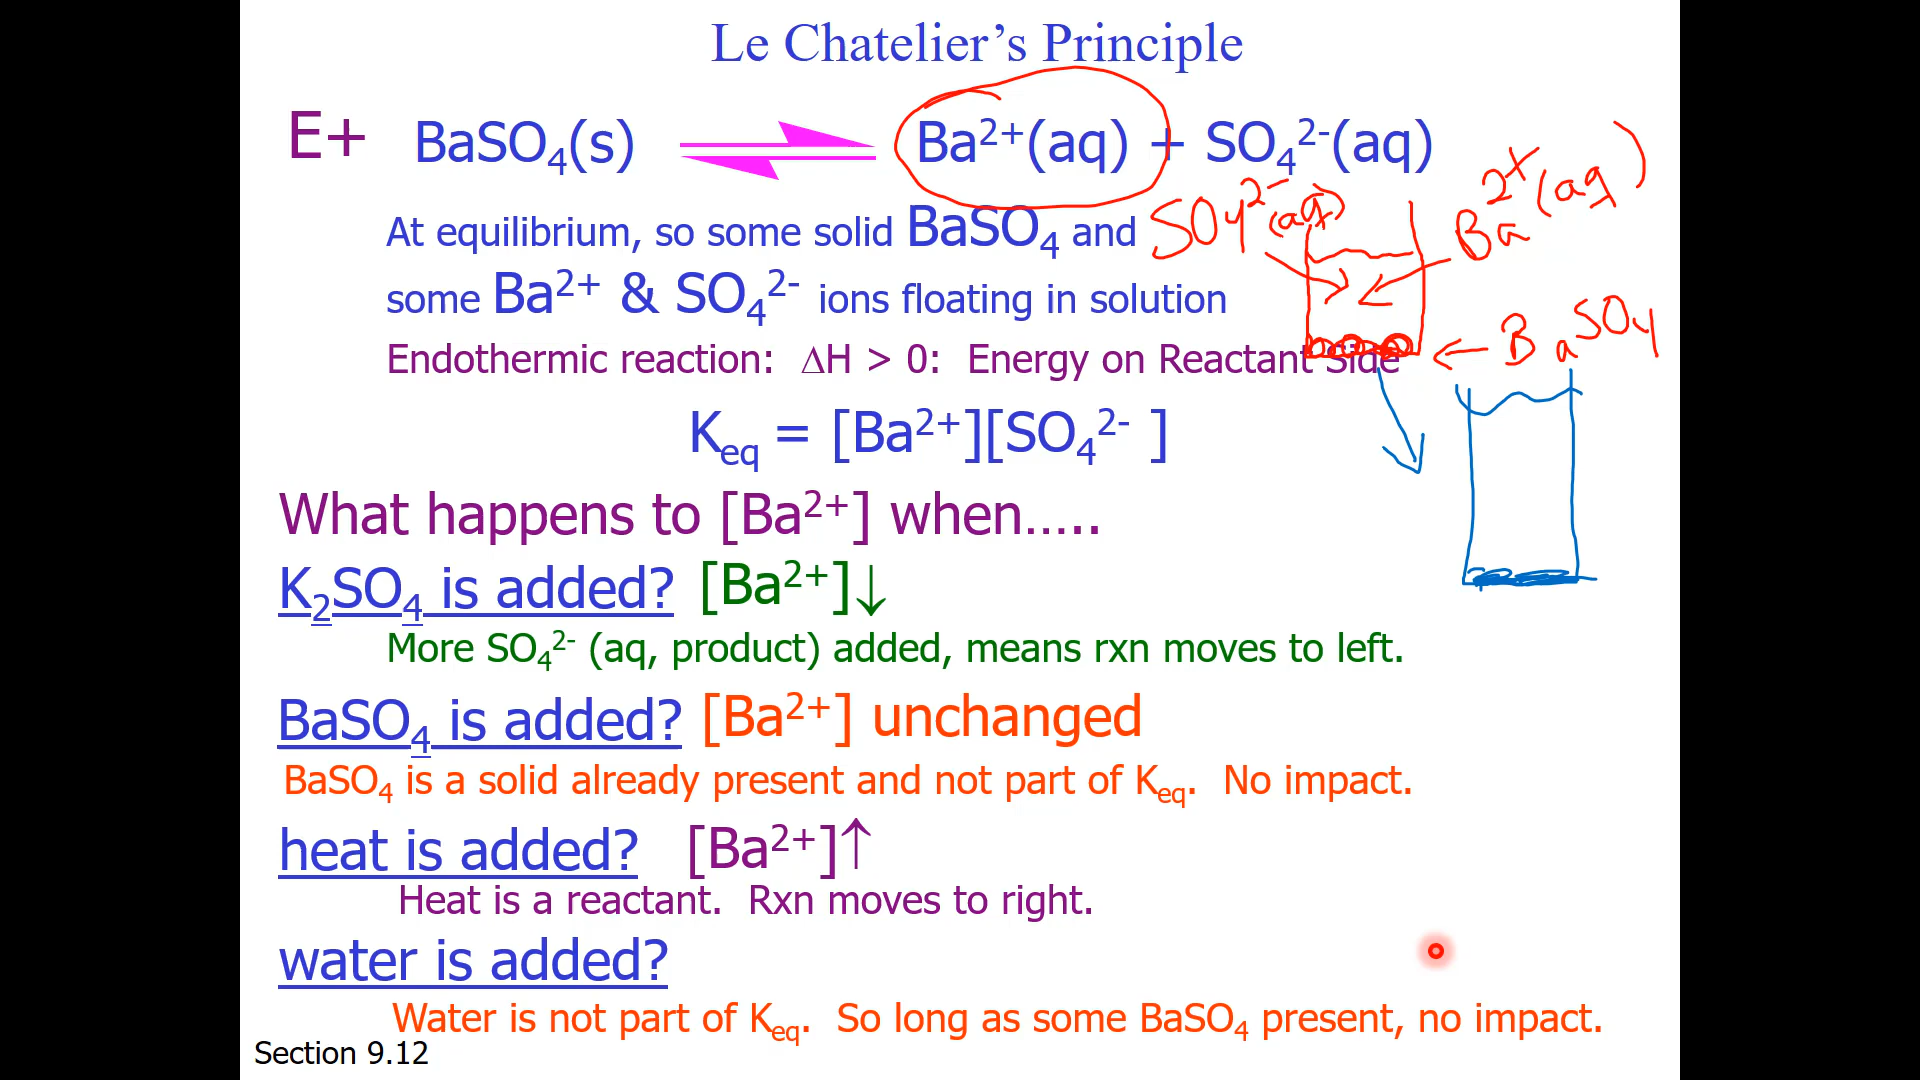 Le Chatelier’s Principle
E+ BaSO₄(s) ⇌ Ba²⁺(aq) + SO₄²⁻(aq)
SO₄²⁻(aq) Ba²⁺(aq)
At equilibrium, so some solid BaSO₄ and
some Ba²⁺ & SO₄²⁻ ions floating in solution
BaSO₄
Endothermic reaction: ΔH > 0: Energy on Reactant Side
Keq = [Ba²⁺][SO₄²⁻ ]
What happens to [Ba²⁺] when.....
K₂SO₄ is added? [Ba²⁺]↓
More SO₄²⁻ (aq, product) added, means rxn moves to left.
BaSO₄ is added? [Ba²⁺] unchanged
BaSO₄ is a solid already present and not part of Keq. No impact.
heat is added? [Ba²⁺]↑
Heat is a reactant. Rxn moves to right.
water is added?
Water is not part of Keq. So long as some BaSO₄ present, no impact.
Section 9.12